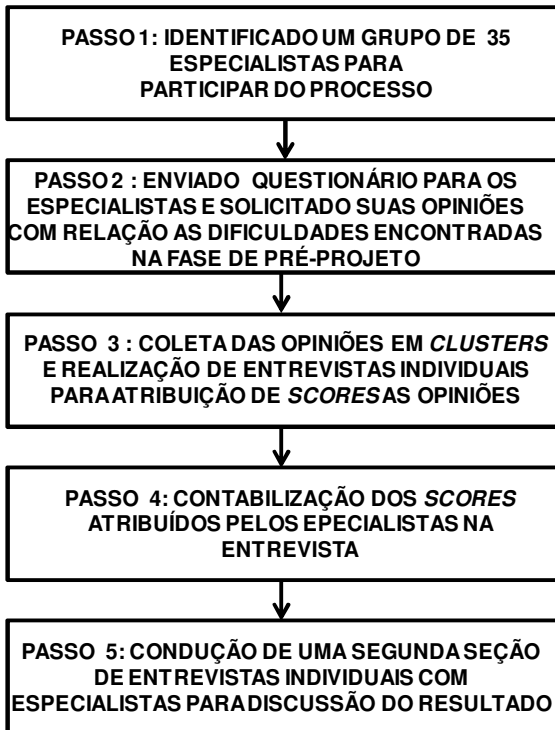 PASSO 1: IDENTIFICADO UM GRUPO DE 35
ESPECIALISTAS PARA
PARTICIPAR DO PROCESSO
PASSO 2 : ENVIADO QUESTIONÁRIO PARA OS
ESPECIALISTAS E SOLICITADO SUAS OPINIÕES
COM RELAÇÃO AS DIFICULDADES ENCONTRADAS
NA FASE DE PRÉ-PROJETO
PASSO 3 : COLETA DAS OPINIÕES EM CLUSTERS
E REALIZAÇÃO DE ENTREVISTAS INDIVIDUAIS
PARA ATRIBUIÇÃO DE SCORES AS OPINIÕES
PASSO 4: CONTABILIZAÇÃO DOS SCORES
ATRIBUÍDOS PELOS EPECIALISTAS NA
ENTREVISTA
PASSO 5: CONDUÇÃO DE UMA SEGUNDA SEÇÃO
DE ENTREVISTAS INDIVIDUAIS COM
ESPECIALISTAS PARA DISCUSSÃO DO RESULTADO